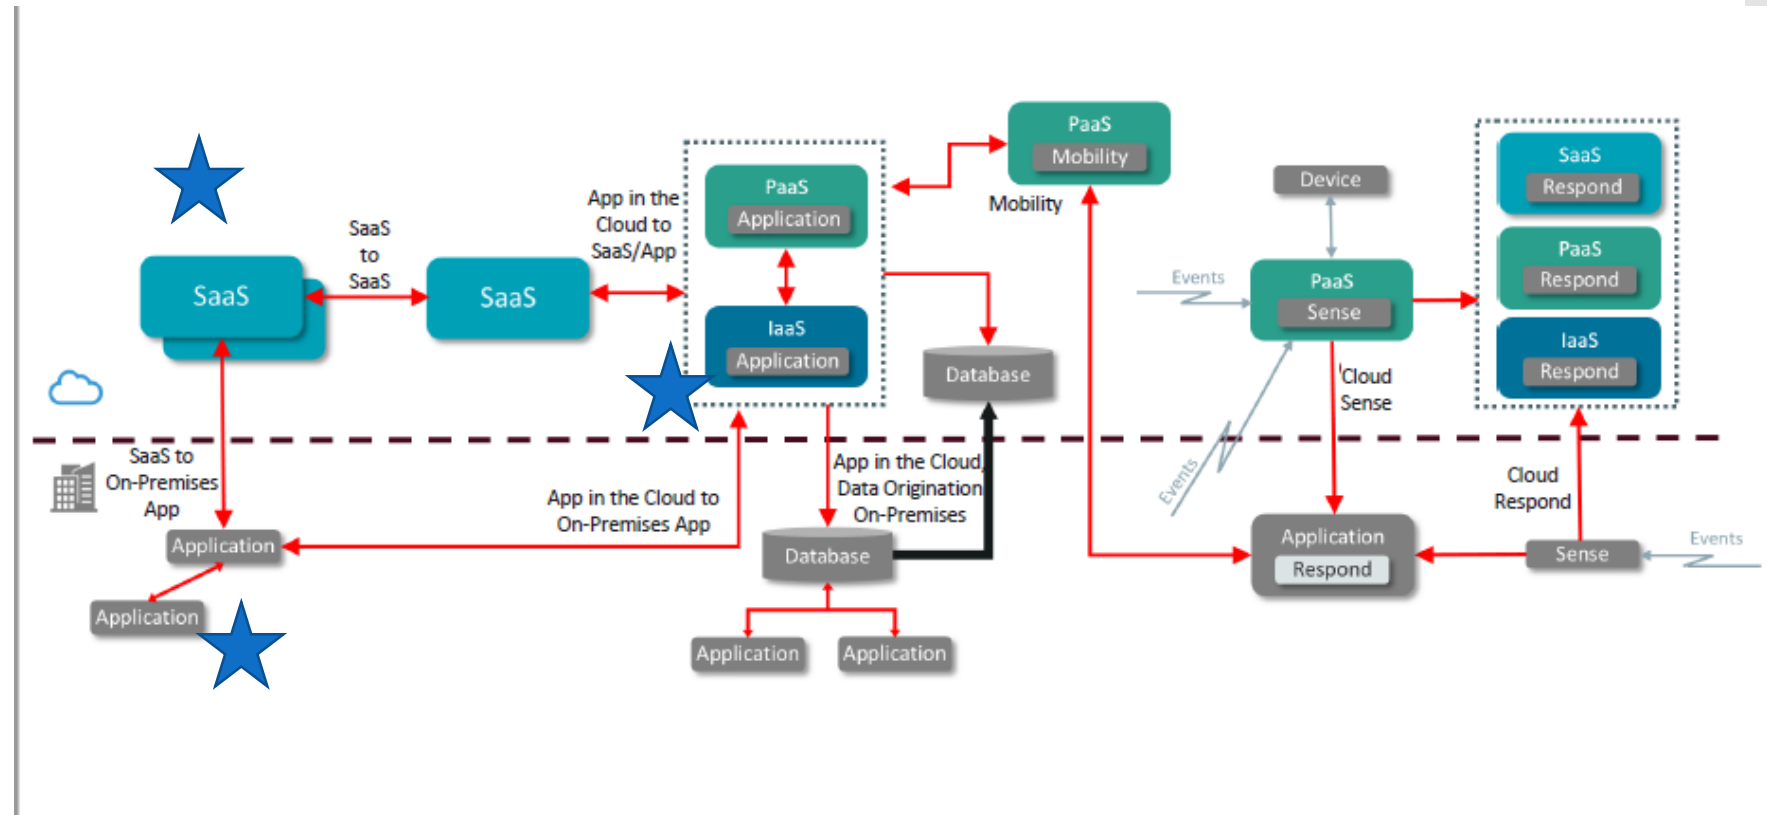 SaaS
SaaS
to
SaaS
SaaS
App in the
Cloud to
SaaS/App
PaaS
Application
IaaS
Application
PaaS
Mobility
Mobility
Database
Device
Events
PaaS
Sense
Cloud
Sense
Events
SaaS
Respond
PaaS
Respond
IaaS
Respond
SaaS to
On-Premises
App
Application
Application
App in the Cloud to
On-Premises App
App in the Cloud,
Data Origination
On-Premises
Database
Application
Application
Application
Respond
Cloud
Respond
Sense
Events